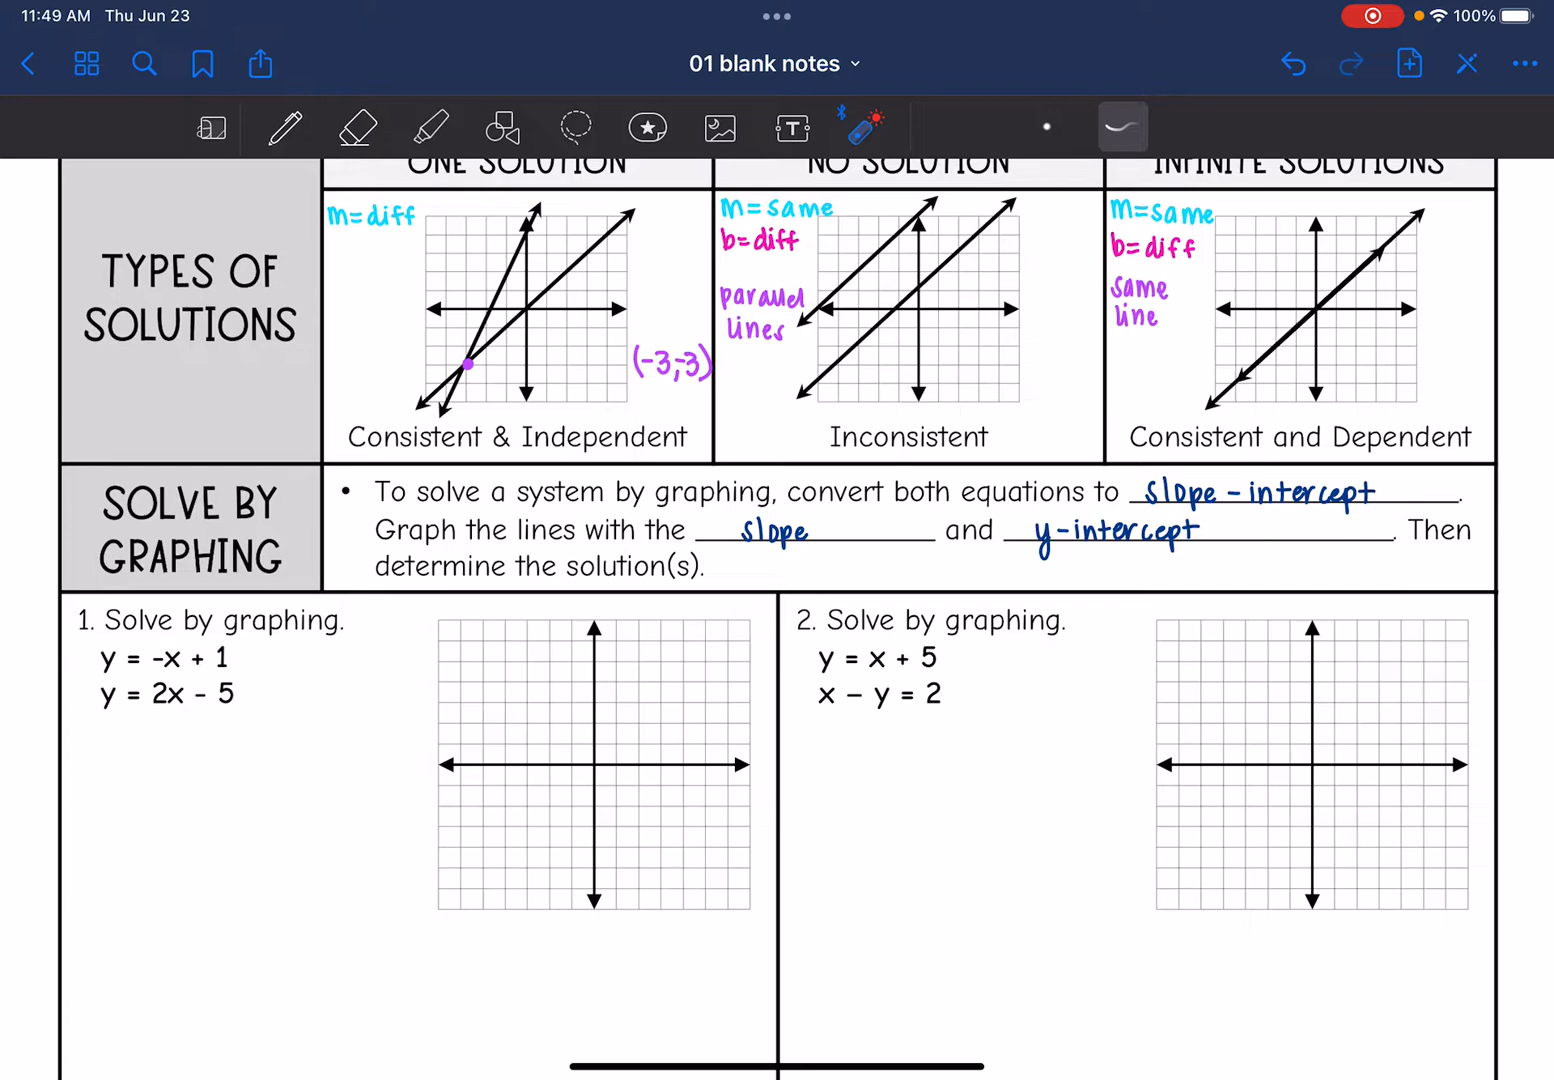 11:49 AM Thu Jun 23
100%
01 blank notes
T
ONE SOLUTION
NO SOLUTION
INFINITE SOLUTIONS
TYPES OF
SOLUTIONS
m=diff
(-3,-3)
Consistent & Independent
m=same
b=diff
parallel
lines
Inconsistent
m=same
b=diff
same
line
Consistent and Dependent
SOLVE BY
GRAPHING
• To solve a system by graphing, convert both equations to slope-intercept.
Graph the lines with the slope and y-intercept. Then
determine the solution(s).
1. Solve by graphing.
y = -x + 1
y = 2x - 5
2. Solve by graphing.
y = x + 5
x – y = 2